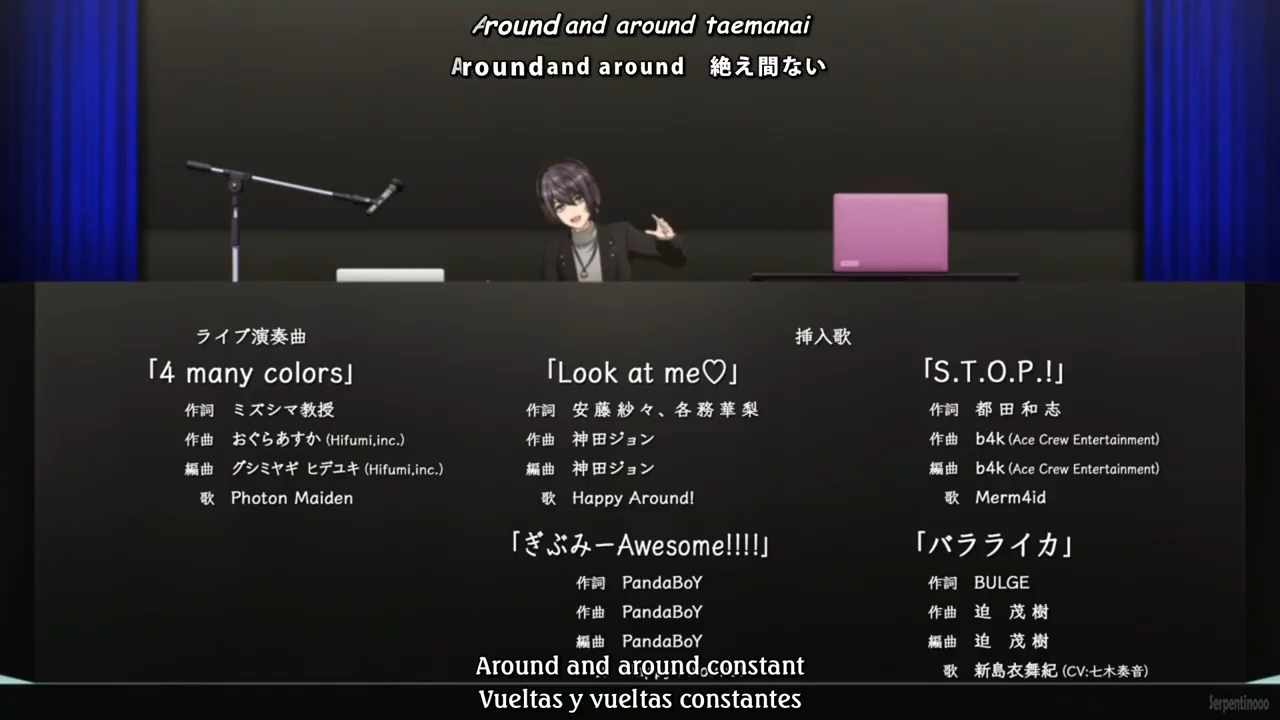 Around and around taemanai
Around and around 絶え間ない
ライブ演奏曲
「4 many colors」
作詞 ミズシマ教授
作曲 おぐらあすか (Hifumi,inc.)
編曲 グシミヤギ ヒデユキ (Hifumi,inc.)
歌 Photon Maiden
挿入歌
「Look at me♡」
作詞 安藤紗々、各務華梨
作曲 神田ジョン
編曲 神田ジョン
歌 Happy Around!
「ぎぶみーAwesome!!!!」
作詞 PandaBoY
作曲 PandaBoY
編曲 PandaBoY
「S.T.O.P.!」
作詞 都田和志
作曲 b4k (Ace Crew Entertainment)
編曲 b4k (Ace Crew Entertainment)
歌 Merm4id
「バラライカ」
作詞 BULGE
作曲 迫 茂樹
編曲 迫 茂樹
歌 新島衣舞紀 (CV:七木奏音)
Around and around constant
Vueltas y vueltas constantes
Serpentinooo